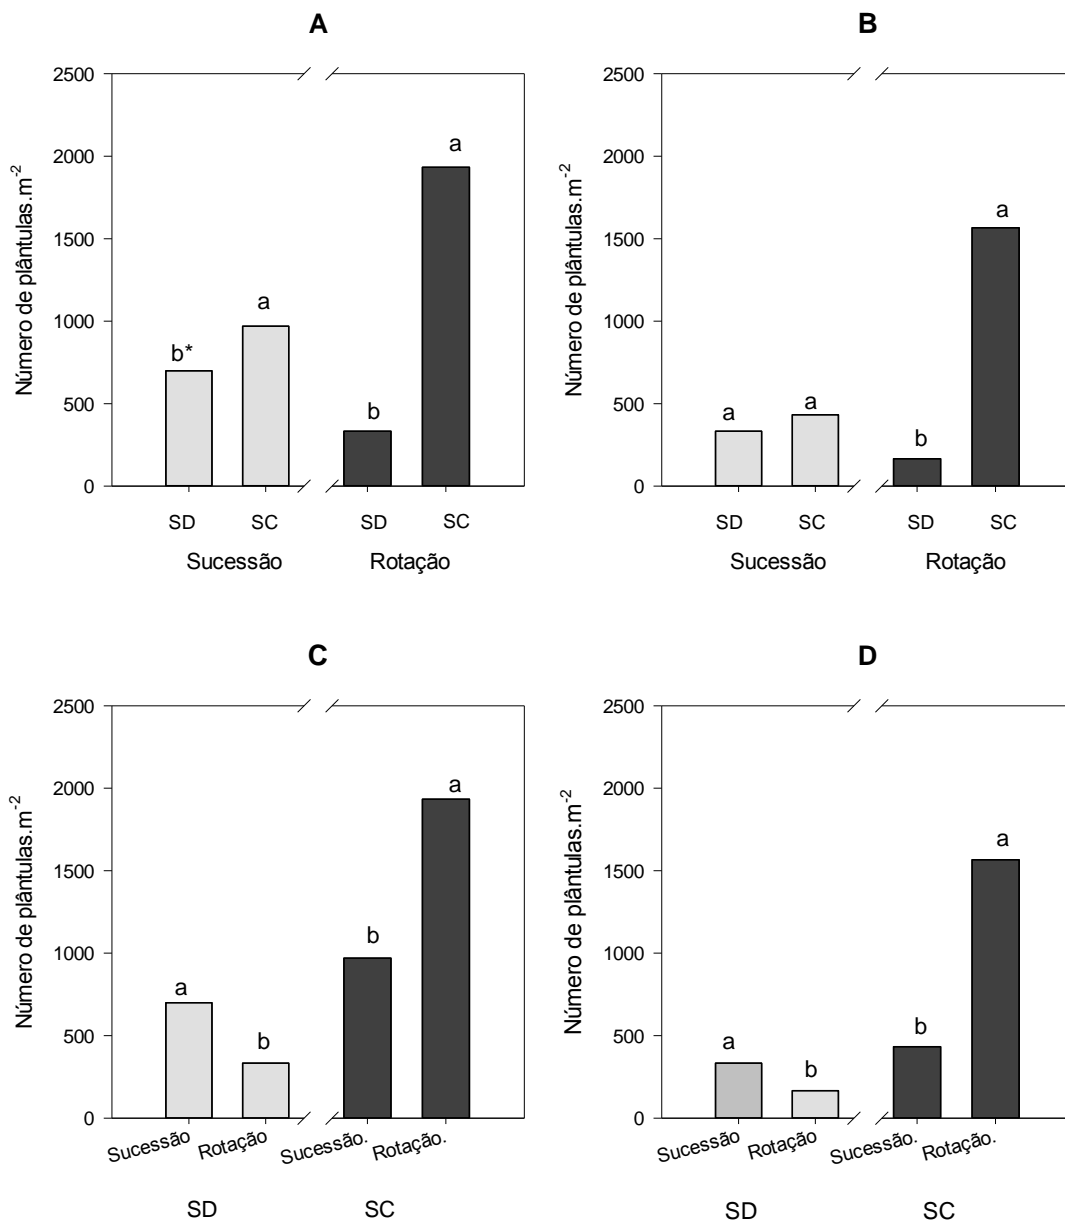 A
Número de plântulas.m-2
2500
2000
1500
1000
500
0
b*
a
b
a
SD
SC
SD
SC
Sucessão
Rotação
B
Número de plântulas.m-2
2500
2000
1500
1000
500
0
a
a
b
a
SD
SC
SD
SC
Sucessão
Rotação
C
Número de plântulas.m-2
2500
2000
1500
1000
500
0
a
b
b
a
Sucessão
Rotação
Sucessão.
Rotação.
SD
SC
D
Número de plântulas.m-2
2500
2000
1500
1000
500
0
a
b
b
a
Sucessão
Rotação
Sucessão.
Rotação.
SD
SC